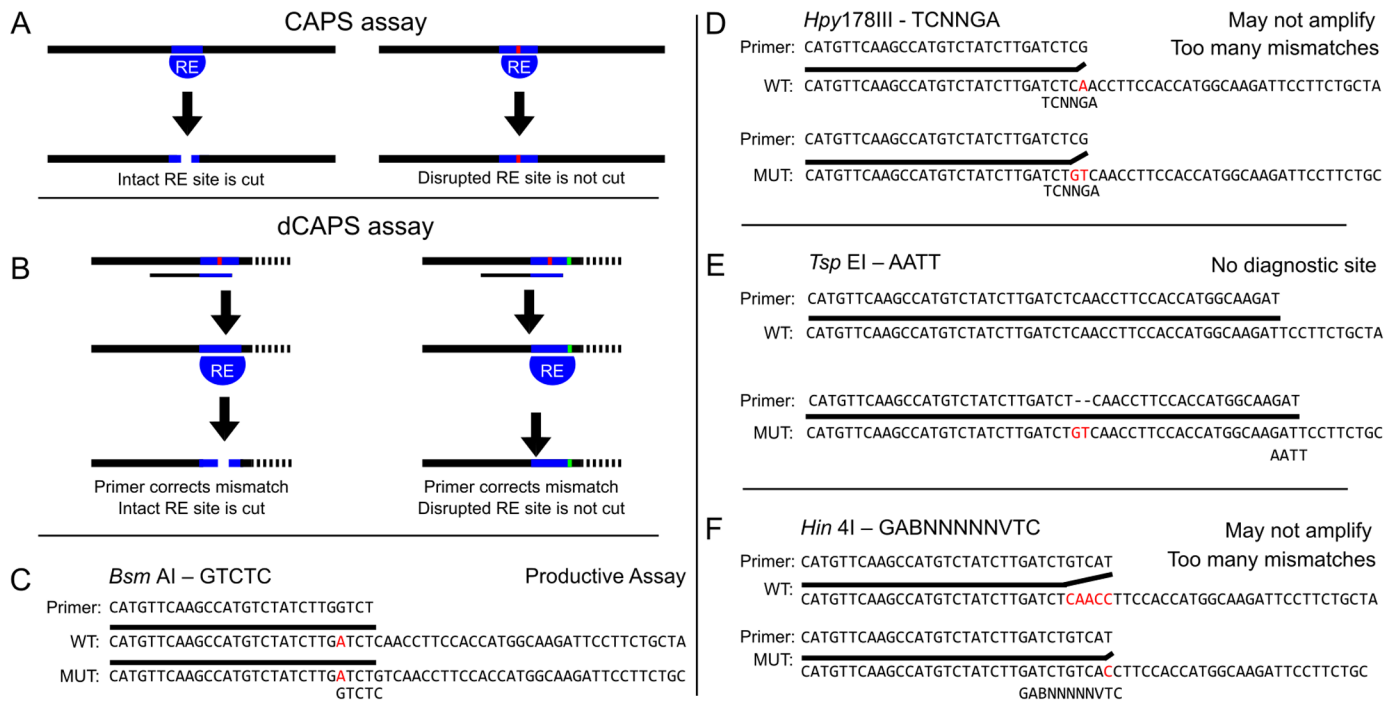 A
CAPS assay
RE
RE
Intact RE site is cut
Disrupted RE site is not cut
dCAPS assay
B
RE
RE
Primer corrects mismatch
Intact RE site is cut
Primer corrects mismatch
Disrupted RE site is not cut
C
Bsm AI – GTCTC
Productive Assay
Primer: CATGTTCAAGCCATGTCTATCTTGGTCT
WT: CATGTTCAAGCCATGTCTATCTTGATCTCAACCTTCCACCATGGCAAGATTCCTTCTGCTA
MUT: CATGTTCAAGCCATGTCTATCTTGATCTGTCAACCTTCCACCATGGCAAGATTCCTTCTGC
GTCTC
D
Hpy178III - TCNNGA
May not amplify
Too many mismatches
Primer: CATGTTCAAGCCATGTCTATCTTGATCTCG
WT: CATGTTCAAGCCATGTCTATCTTGATCTCAACCTTCCACCATGGCAAGATTCCTTCTGCTA
TCNNGA
Primer: CATGTTCAAGCCATGTCTATCTTGATCTCG
MUT: CATGTTCAAGCCATGTCTATCTTGATCTGTCAACCTTCCACCATGGCAAGATTCCTTCTGC
TCNNGA
E
Tsp EI – AATT
No diagnostic site
Primer: CATGTTCAAGCCATGTCTATCTTGATCTCAACCTTCCACCATGGCAAGAT
WT: CATGTTCAAGCCATGTCTATCTTGATCTCAACCTTCCACCATGGCAAGATTCCTTCTGCTA
Primer: CATGTTCAAGCCATGTCTATCTTGATCT--CAACCTTCCACCATGGCAAGAT
MUT: CATGTTCAAGCCATGTCTATCTTGATCTGTCAACCTTCCACCATGGCAAGATTCCTTCTGC
AATT
F
Hin 4I – GABNNNNNVTC
May not amplify
Too many mismatches
Primer: CATGTTCAAGCCATGTCTATCTTGATCTGTCAT
WT: CATGTTCAAGCCATGTCTATCTTGATCTCAACCTTCCACCATGGCAAGATTCCTTCTGCTA
Primer: CATGTTCAAGCCATGTCTATCTTGATCTGTCAT
MUT: CATGTTCAAGCCATGTCTATCTTGATCTGTCACCTTCCACCATGGCAAGATTCCTTCTGC
GABNNNNNVTC